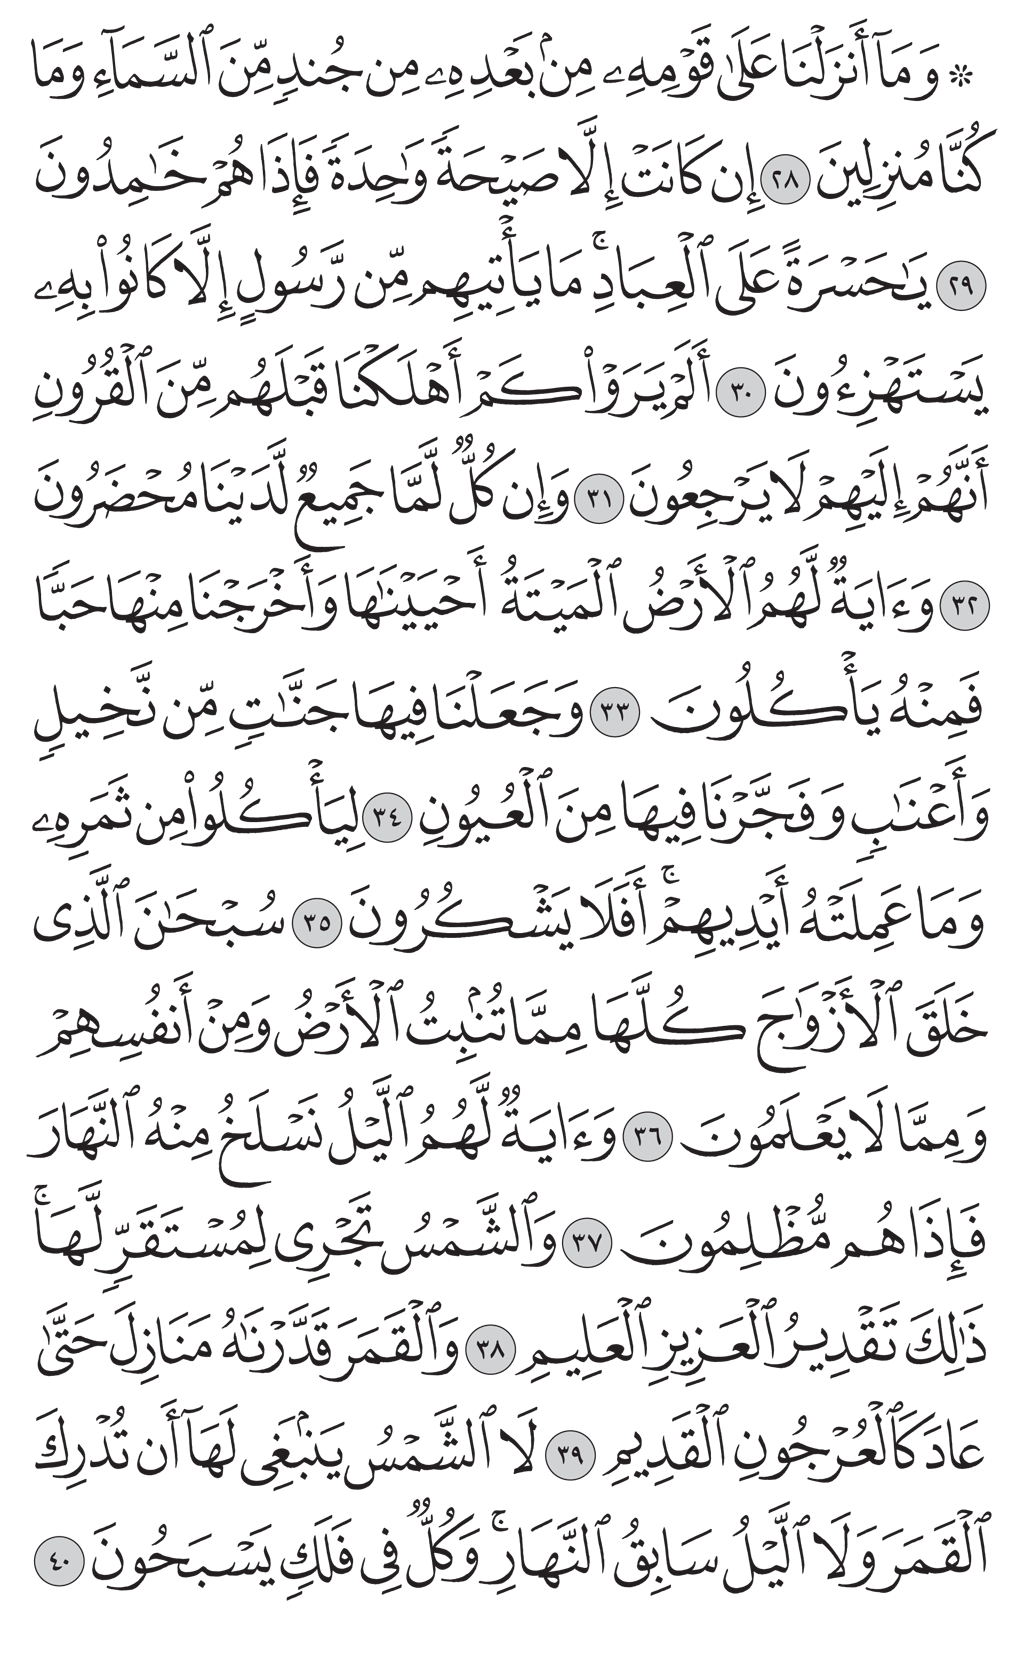 ۞ وَمَآ أَنزَلۡنَا عَلَىٰ قَوۡمِهِۦ مِنۢ بَعۡدِهِۦ مِن جُندٖ مِّنَ ٱلسَّمَآءِ وَمَا
كُنَّا مُنزِلِينَ ٢٨ إِن كَانَتۡ إِلَّا صَيۡحَةٗ وَٰحِدَةٗ فَإِذَا هُمۡ خَٰمِدُونَ
٢٩ يَٰحَسۡرَةً عَلَى ٱلۡعِبَادِۚ مَا يَأۡتِيهِم مِّن رَّسُولٍ إِلَّا كَانُواْ بِهِۦ
يَسۡتَهۡزِءُونَ ٣٠ أَلَمۡ يَرَوۡاْ كَمۡ أَهۡلَكۡنَا قَبۡلَهُم مِّنَ ٱلۡقُرُونِ
أَنَّهُمۡ إِلَيۡهِمۡ لَا يَرۡجِعُونَ ٣١ وَإِن كُلّٞ لَّمَّا جَمِيعٞ لَّدَيۡنَا مُحۡضَرُونَ
٣٢ وَءَايَةٞ لَّهُمُ ٱلۡأَرۡضُ ٱلۡمَيۡتَةُ أَحۡيَيۡنَٰهَا وَأَخۡرَجۡنَا مِنۡهَا حَبّٗا
فَمِنۡهُ يَأۡكُلُونَ ٣٣ وَجَعَلۡنَا فِيهَا جَنَّٰتٖ مِّن نَّخِيلٖ
وَأَعۡنَٰبٖ وَفَجَّرۡنَا فِيهَا مِنَ ٱلۡعُيُونِ ٣٤ لِيَأۡكُلُواْ مِن ثَمَرِهِۦ
وَمَا عَمِلَتۡهُ أَيۡدِيهِمۡۚ أَفَلَا يَشۡكُرُونَ ٣٥ سُبۡحَٰنَ ٱلَّذِي
خَلَقَ ٱلۡأَزۡوَٰجَ كُلَّهَا مِمَّا تُنۢبِتُ ٱلۡأَرۡضُ وَمِنۡ أَنفُسِهِمۡ
وَمِمَّا لَا يَعۡلَمُونَ ٣٦ وَءَايَةٞ لَّهُمُ ٱلَّيۡلُ نَسۡلَخُ مِنۡهُ ٱلنَّهَارَ
فَإِذَا هُم مُّظۡلِمُونَ ٣٧ وَٱلشَّمۡسُ تَجۡرِي لِمُسۡتَقَرّٖ لَّهَاۚ
ذَٰلِكَ تَقۡدِيرُ ٱلۡعَزِيزِ ٱلۡعَلِيمِ ٣٨ وَٱلۡقَمَرَ قَدَّرۡنَٰهُ مَنَازِلَ حَتَّىٰ
عَادَ كَٱلۡعُرۡجُونِ ٱلۡقَدِيمِ ٣٩ لَا ٱلشَّمۡسُ يَنۢبَغِي لَهَآ أَن تُدۡرِكَ
ٱلۡقَمَرَ وَلَا ٱلَّيۡلُ سَابِقُ ٱلنَّهَارِۚ وَكُلّٞ فِي فَلَكٖ يَسۡبَحُونَ ٤٠